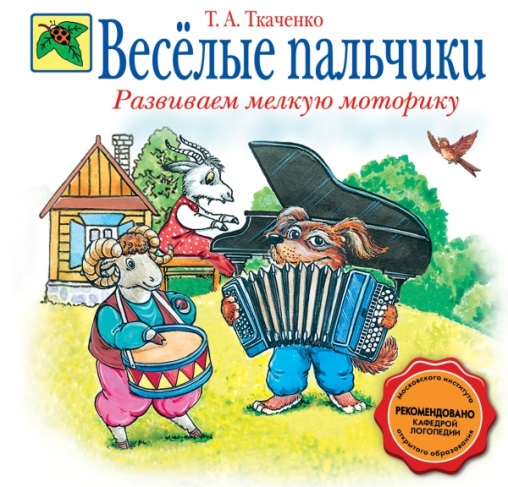 Т. А. Ткаченко
Весёлые пальчики
Развиваем мелкую моторику
Московского института
РЕКОМЕНДОВАНО
КАФЕДРОЙ
ЛОГОПЕДИИ
открытого образования